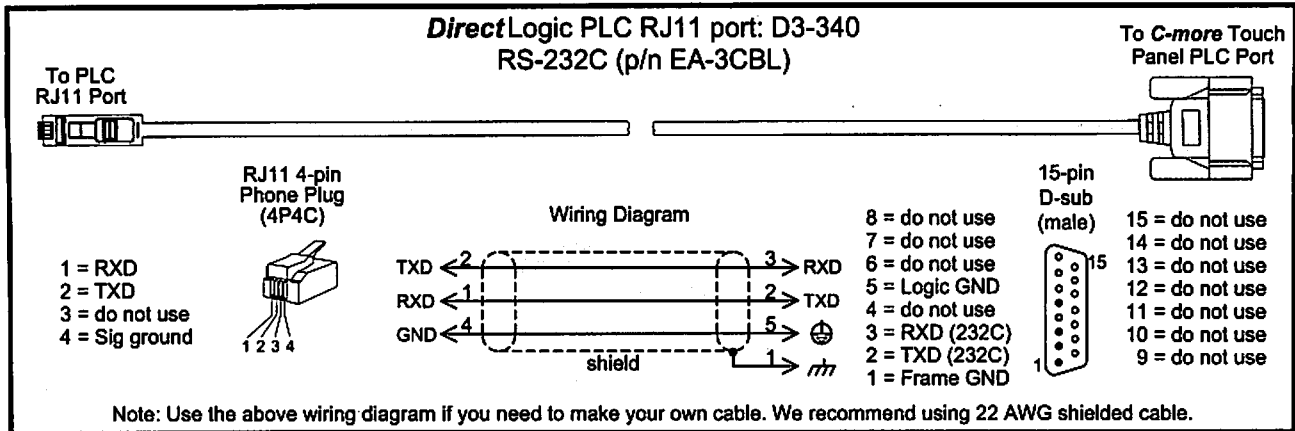 DirectLogic PLC RJ11 port: D3-340
RS-232C (p/n EA-3CBL)
To PLC
RJ11 Port
To C-more Touch
Panel PLC Port
RJ11 4-pin
Phone Plug
(4P4C)
1 = RXD
2 = TXD
3 = do not use
4 = Sig ground
1 2 3 4
Wiring Diagram
TXD 2 3 RXD
RXD 1 2 TXD
GND 4 5
shield 1
8 = do not use
7 = do not use
6 = do not use
5 = Logic GND
4 = do not use
3 = RXD (232C)
2 = TXD (232C)
1 = Frame GND
15-pin
D-sub
(male)
15
1
15 = do not use
14 = do not use
13 = do not use
12 = do not use
11 = do not use
10 = do not use
9 = do not use
Note: Use the above wiring diagram if you need to make your own cable. We recommend using 22 AWG shielded cable.